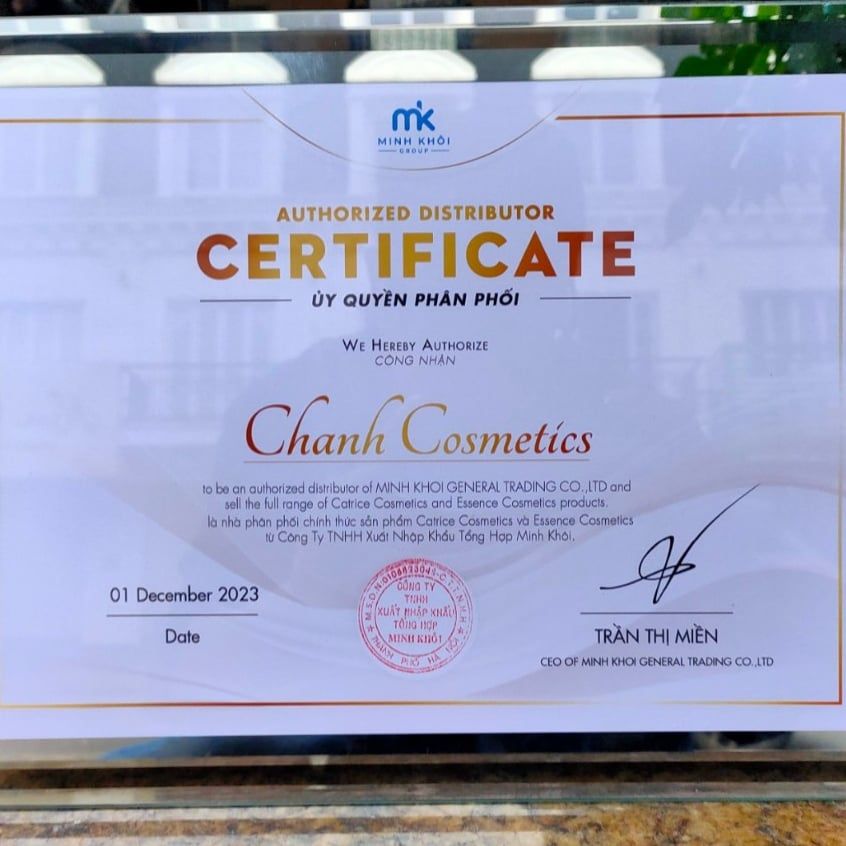 mk
MINH KHÔI
GROUP
AUTHORIZED DISTRIBUTOR
CERTIFICATE
ỦY QUYỀN PHÂN PHỐI
WE HEREBY AUTHORIZE
CÔNG NHẬN
Chanh Cosmetics
to be an authorized distributor of MINH KHOI GENERAL TRADING CO.,LTD and
sell the full range of Catrice Cosmetics and Essence Cosmetics products.
là nhà phân phối chính thức sản phẩm Catrice Cosmetics và Essence Cosmetics
từ Công Ty TNHH Xuất Nhập Khẩu Tổng Hợp Minh Khôi.
01 December 2023
Date
C.T.T.N.H.H
CÔNG TY
TNHH
XUẤT NHẬP KHẨU
TỔNG HỢP
MINH KHÔI
THÀNH PHỐ HÀ NỘI
TRẦN THỊ MIỀN
CEO OF MINH KHOI GENERAL TRADING CO.,LTD